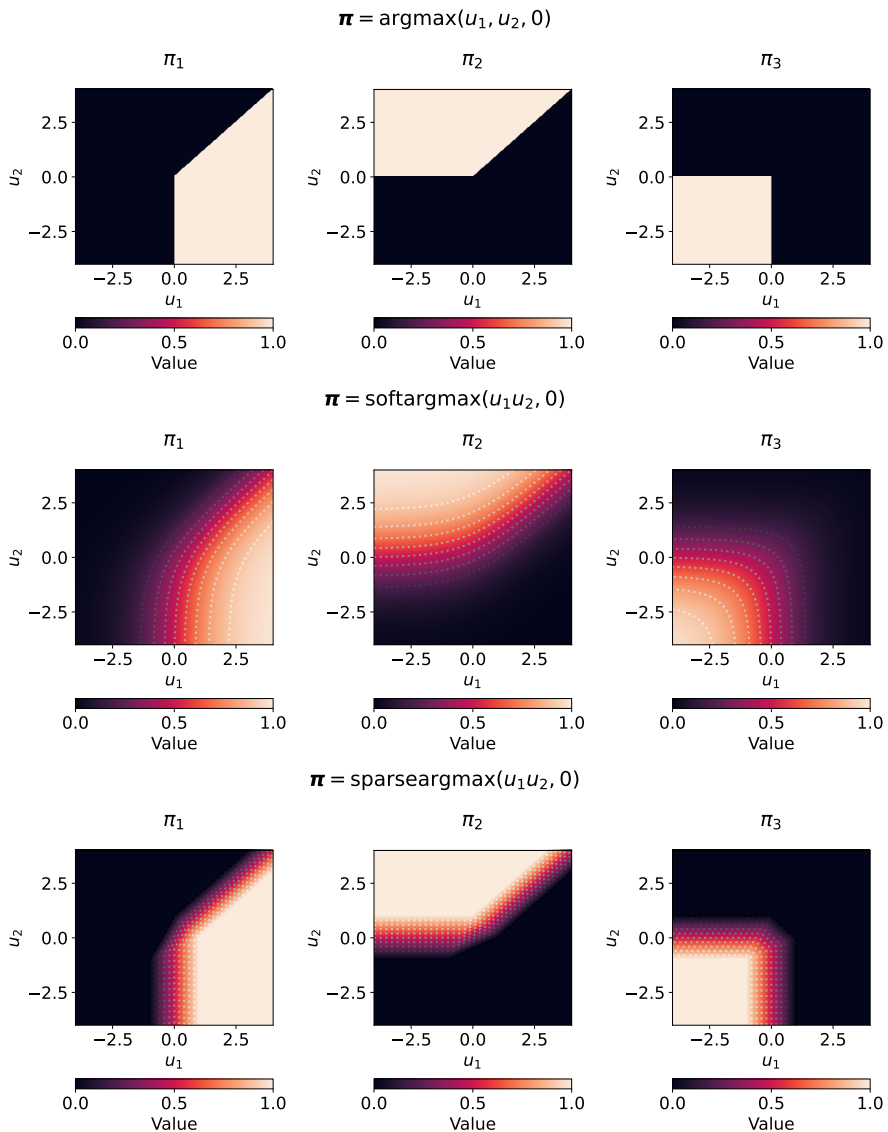 π = argmax(u₁, u₂, 0)
π₁ π₂ π₃
2.5 2.5 2.5
u₂ 0.0 u₂ 0.0 u₂ 0.0
−2.5 −2.5 −2.5
−2.5 0.0 2.5 −2.5 0.0 2.5 −2.5 0.0 2.5
u₁ u₁ u₁
0.0 0.5 1.0 0.0 0.5 1.0 0.0 0.5 1.0
Value Value Value
π = softargmax(u₁u₂, 0)
π₁ π₂ π₃
2.5 2.5 2.5
u₂ 0.0 u₂ 0.0 u₂ 0.0
−2.5 −2.5 −2.5
−2.5 0.0 2.5 −2.5 0.0 2.5 −2.5 0.0 2.5
u₁ u₁ u₁
0.0 0.5 1.0 0.0 0.5 1.0 0.0 0.5 1.0
Value Value Value
π = sparseargmax(u₁u₂, 0)
π₁ π₂ π₃
2.5 2.5 2.5
u₂ 0.0 u₂ 0.0 u₂ 0.0
−2.5 −2.5 −2.5
−2.5 0.0 2.5 −2.5 0.0 2.5 −2.5 0.0 2.5
u₁ u₁ u₁
0.0 0.5 1.0 0.0 0.5 1.0 0.0 0.5 1.0
Value Value Value